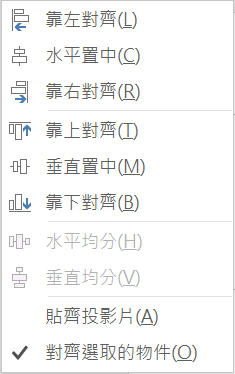 靠左對齊(L)
水平置中(C)
靠右對齊(R)
靠上對齊(T)
垂直置中(M)
靠下對齊(B)
水平均分(H)
垂直均分(V)
貼齊投影片(A)
對齊選取的物件(O)